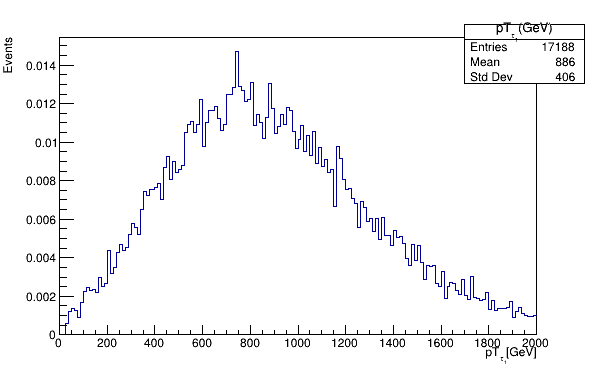 pT_τ₁(GeV)
Entries 17188
Mean 886
Std Dev 406
Events
0.014
0.012
0.01
0.008
0.006
0.004
0.002
0
0 200 400 600 800 1000 1200 1400 1600 1800 2000
pT_τ₁[GeV]